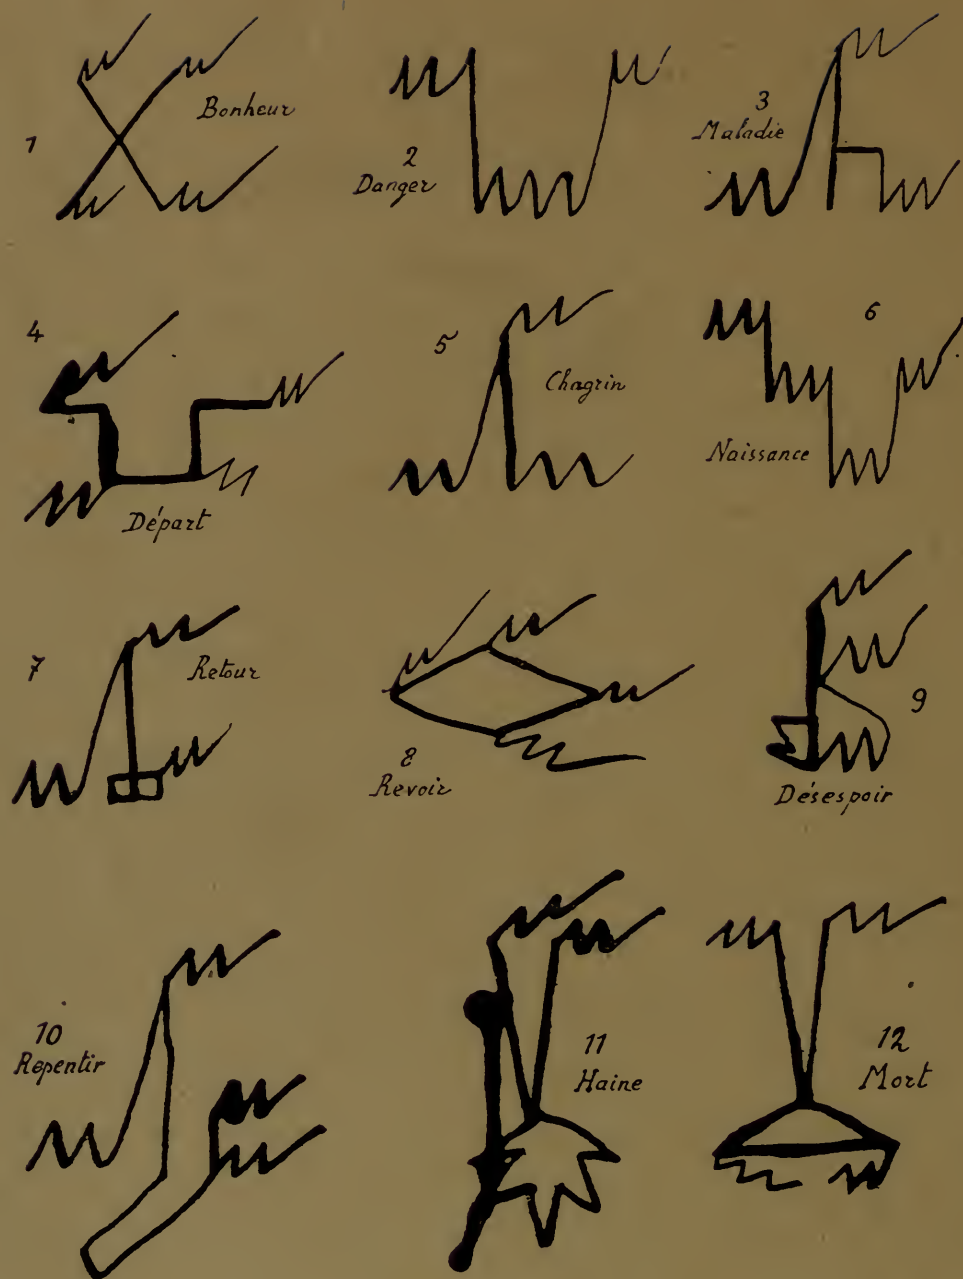 1
Bonheur
2
Danger
3
Maladie
4
Départ
5
Chagrin
6
Naissance
7
Retour
8
Revoir
9
Désespoir
10
Repentir
11
Haine
12
Mort